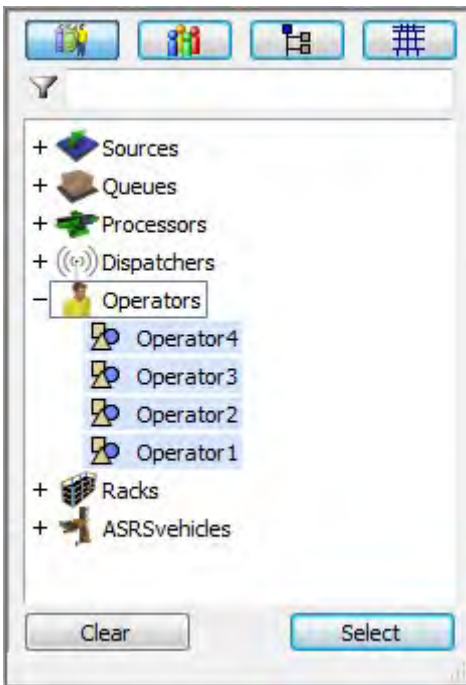 Sources
Queues
Processors
Dispatchers
Operators
Operator4
Operator3
Operator2
Operator1
Racks
ASRSvehicles
Clear Select